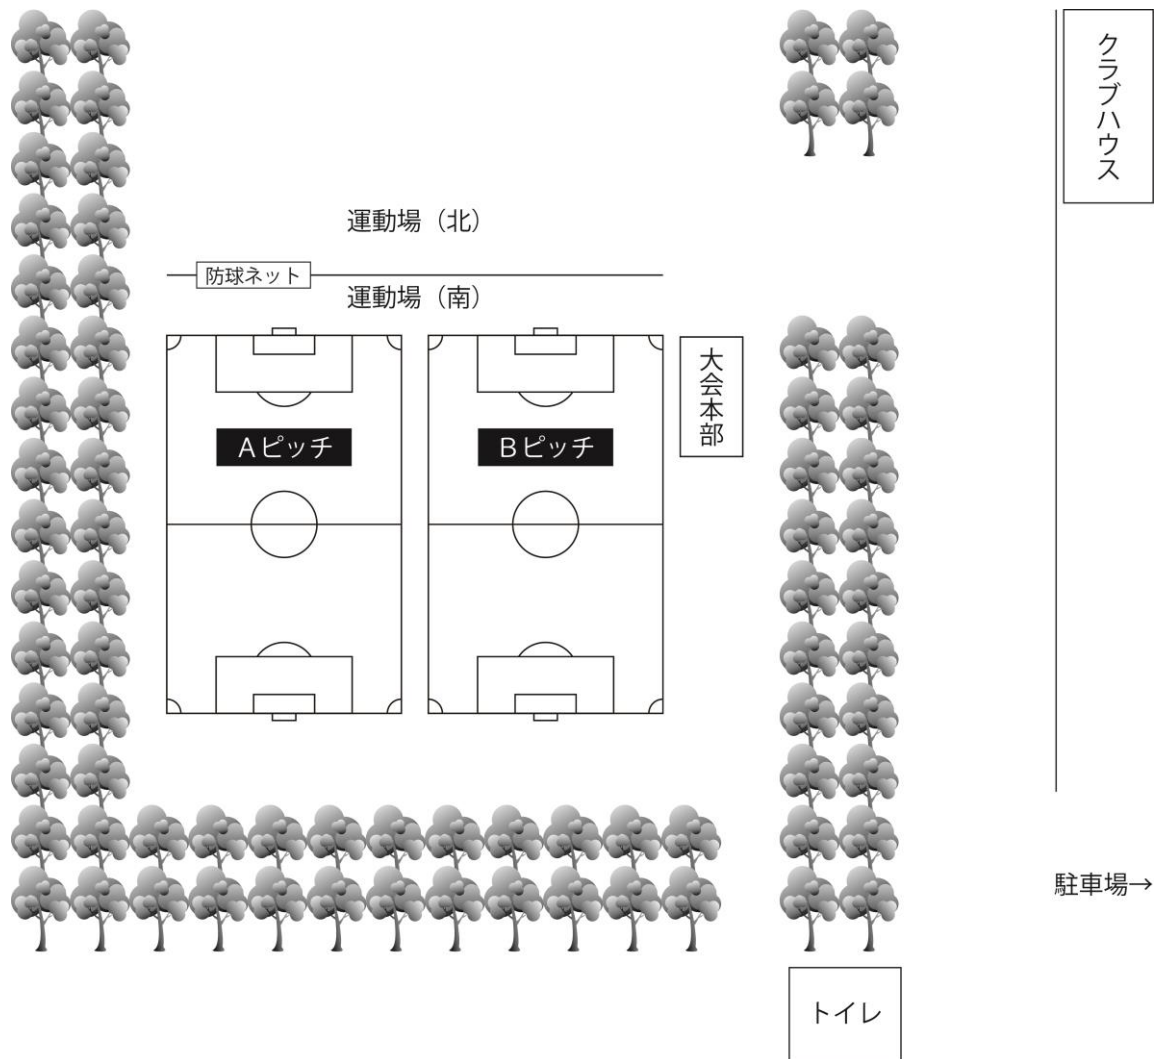 クラブハウス
運動場（北）
防球ネット
運動場（南）
大会本部
Aピッチ
Bピッチ
駐車場→
トイレ